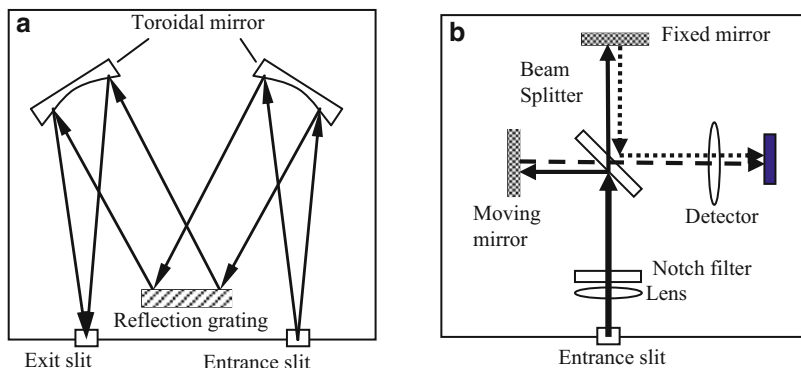 a
Toroidal mirror
Reflection grating
Exit slit
Entrance slit
b
Fixed mirror
Beam
Splitter
Moving
mirror
Detector
Notch filter
Lens
Entrance slit